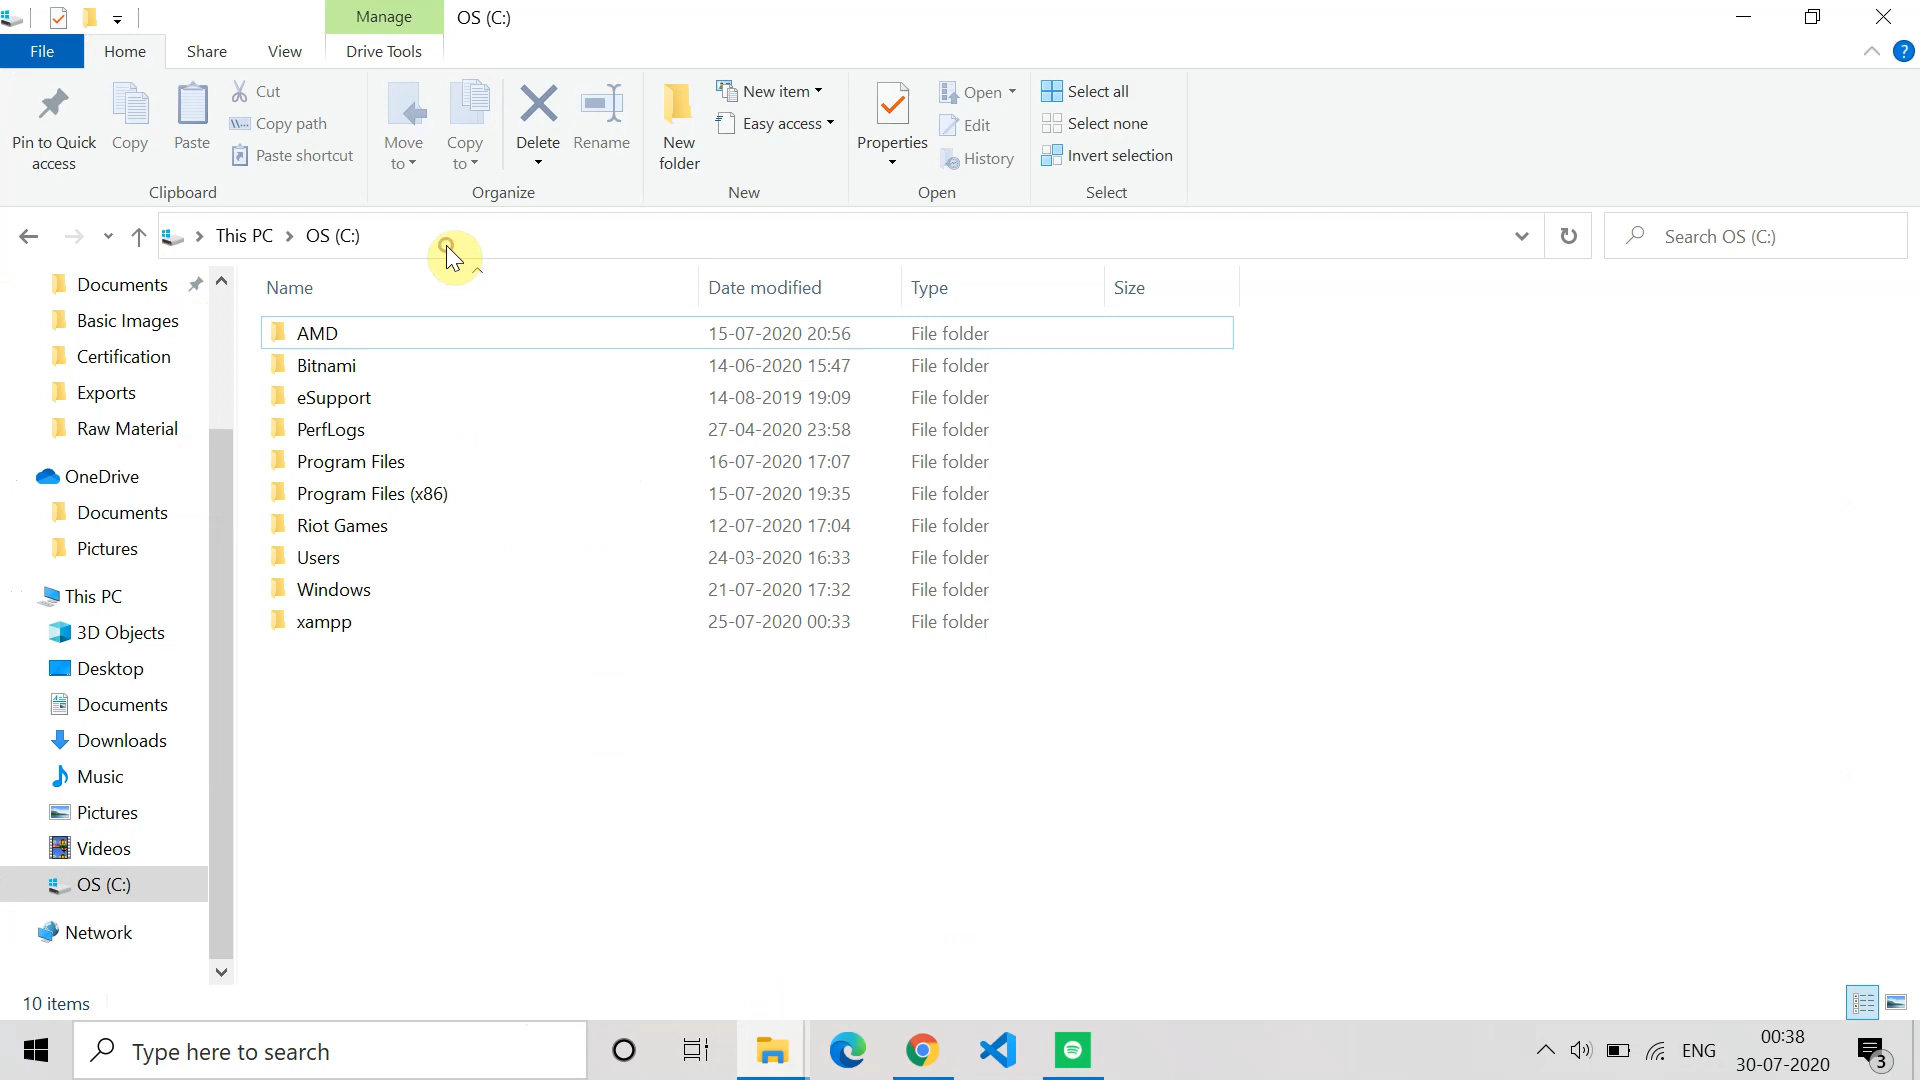 Manage
OS (C:)
File
Home
Share
View
Drive Tools
Pin to Quick access
Copy
Paste
Cut
Copy path
Paste shortcut
Clipboard
Move to
Copy to
Delete
Rename
Organize
New folder
New item
Easy access
New
Properties
Open
Edit
History
Open
Select all
Select none
Invert selection
Select
This PC
OS (C:)
Search OS (C:)
Documents
Basic Images
Certification
Exports
Raw Material
OneDrive
Documents
Pictures
This PC
3D Objects
Desktop
Documents
Downloads
Music
Pictures
Videos
OS (C:)
Network
Name Date modified Type Size
AMD 15-07-2020 20:56 File folder
Bitnami 14-06-2020 15:47 File folder
eSupport 14-08-2019 19:09 File folder
PerfLogs 27-04-2020 23:58 File folder
Program Files 16-07-2020 17:07 File folder
Program Files (x86) 15-07-2020 19:35 File folder
Riot Games 12-07-2020 17:04 File folder
Users 24-03-2020 16:33 File folder
Windows 21-07-2020 17:32 File folder
xampp 25-07-2020 00:33 File folder
10 items
Type here to search
ENG
00:38
30-07-2020
3